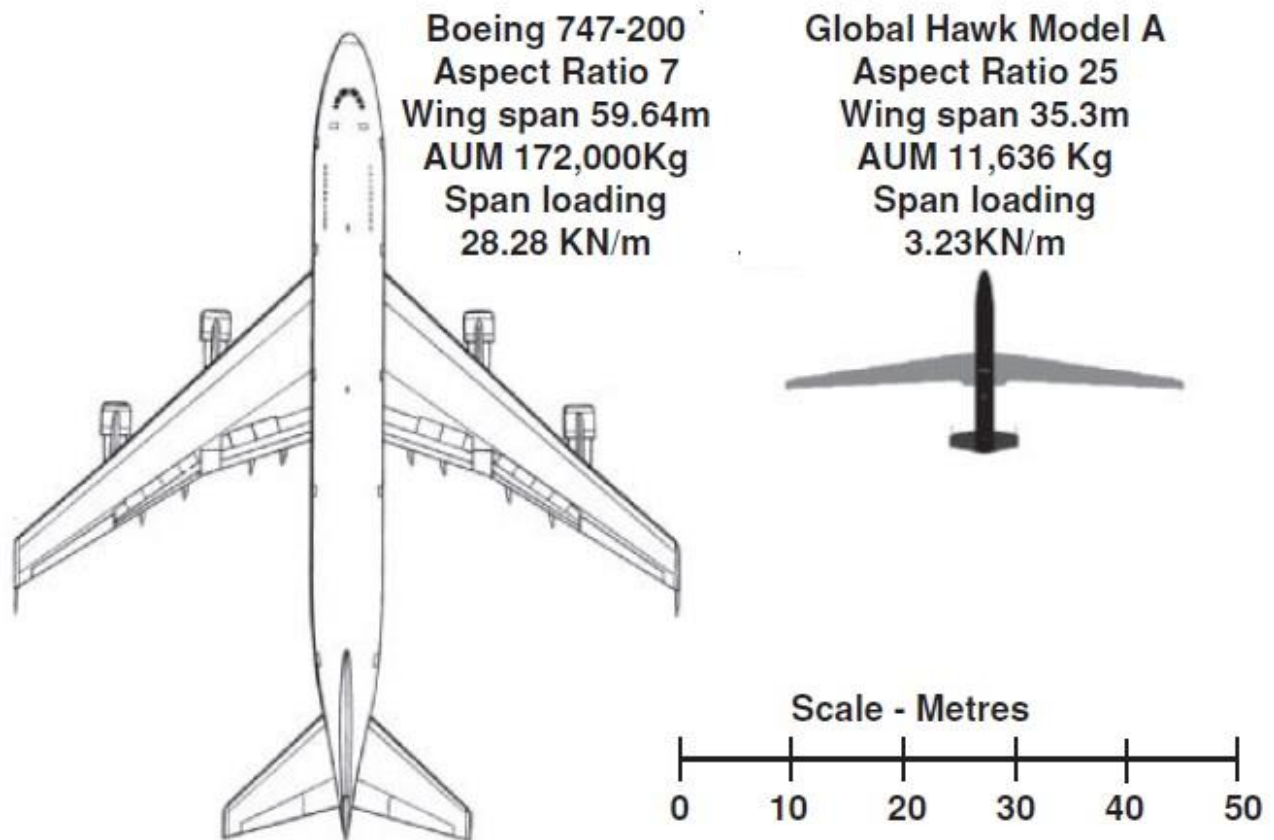 Boeing 747-200
Aspect Ratio 7
Wing span 59.64m
AUM 172,000Kg
Span loading
28.28 KN/m
Global Hawk Model A
Aspect Ratio 25
Wing span 35.3m
AUM 11,636 Kg
Span loading
3.23KN/m
Scale - Metres
0 10 20 30 40 50